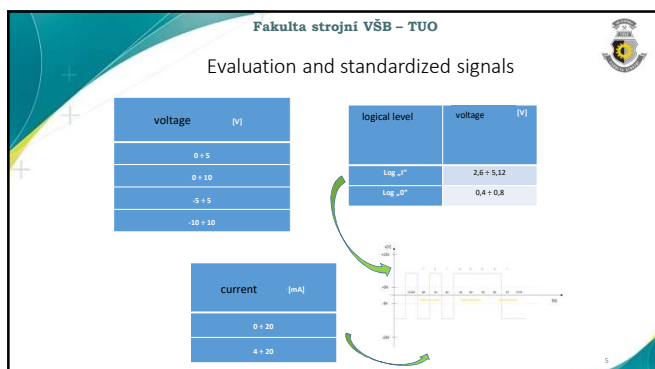 Fakulta strojní VŠB – TUO
Evaluation and standardized signals
voltage [V]
0 ÷ 5
0 ÷ 10
-5 ÷ 5
-10 ÷ 10
logical level voltage [V]
Log „I“ 2,6 ÷ 5,12
Log „0“ 0,4 ÷ 0,8
current [mA]
0 ÷ 20
4 ÷ 20
5